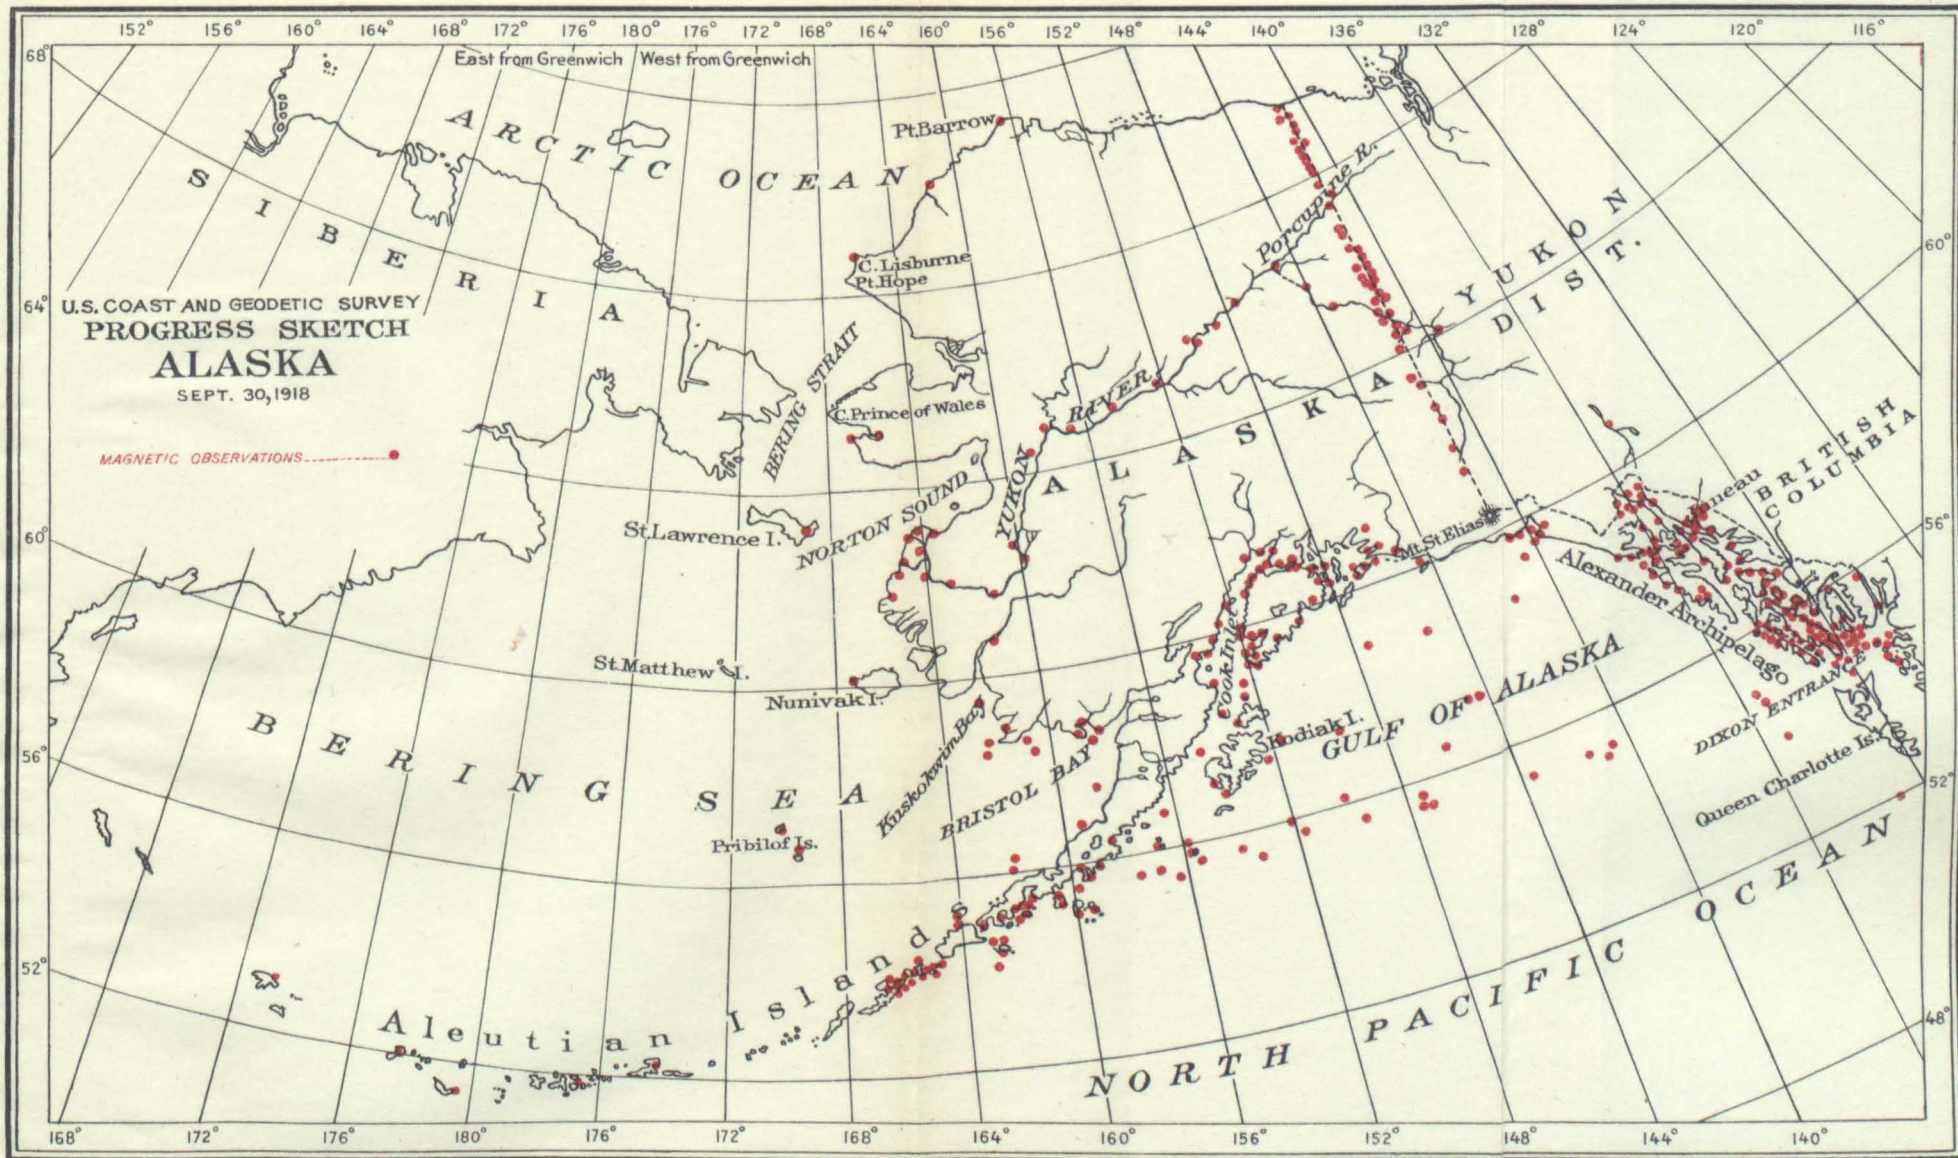 152° 156° 160° 164° 168° 172° 176° 180° 176° 172° 168° 164° 160° 156° 152° 148° 144° 140° 136° 132° 128° 124° 120° 116°
East from Greenwich West from Greenwich
68°
64°
60°
56°
52°
60°
56°
52°
48°
U.S. COAST AND GEODETIC SURVEY
PROGRESS SKETCH
ALASKA
SEPT. 30, 1918
MAGNETIC OBSERVATIONS
ARCTIC OCEAN
SIBERIA
Pt. Barrow
C. Lisburne
Pt. Hope
Porcupine R.
YUKON
DIST.
BERING STRAIT
C. Prince of Wales
YUKON RIVER
ALASKA
BRITISH
COLUMBIA
Juneau
St. Lawrence I.
NORTON SOUND
Mt. St. Elias
Alexander Archipelago
St. Matthew I.
Nunivak I.
Cook Inlet
Kodiak I.
GULF OF ALASKA
DIXON ENTRANCE
Queen Charlotte Is.
Kuskokwim Bay
BRISTOL BAY
BERING SEA
Pribilof Is.
Aleutian Islands
NORTH PACIFIC OCEAN
168° 172° 176° 180° 176° 172° 168° 164° 160° 156° 152° 148° 144° 140°